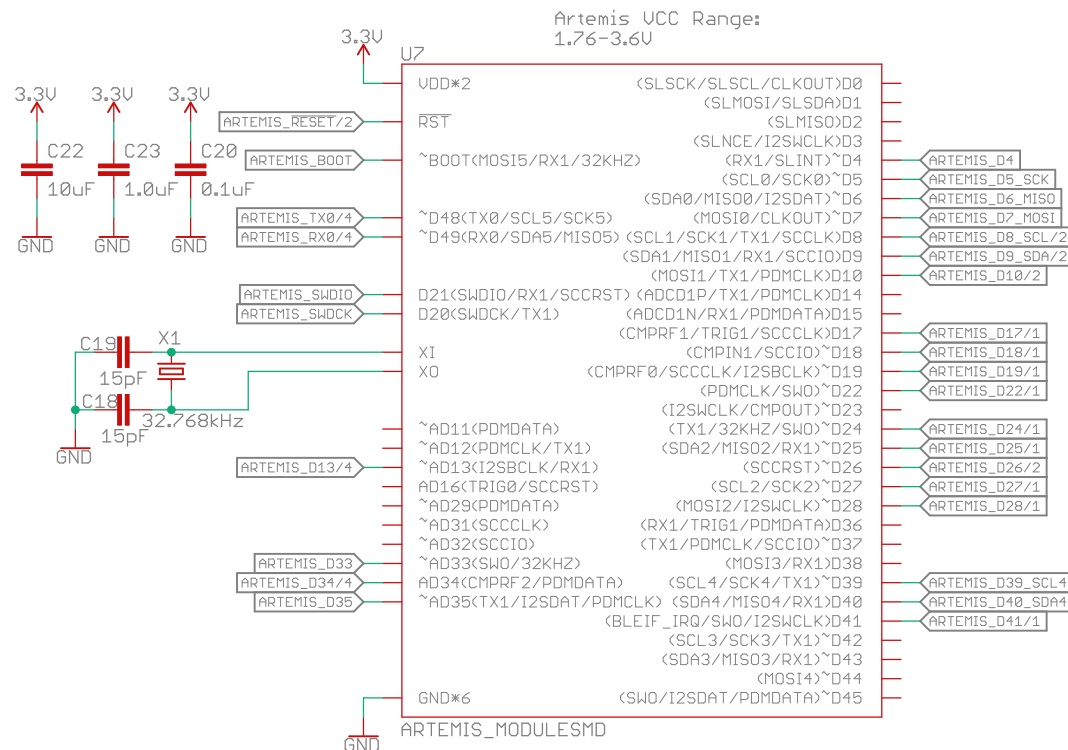 Artemis VCC Range:
1.76-3.6V
3.3V
U7
3.3V 3.3V 3.3V
C22 C23 C20
10uF 1.0uF 0.1uF
GND GND GND
VDD*2 (SLSCK/SLSCL/CLKOUT)D0
(SLMOSI/SLSDA)D1
ARTEMIS_RESET/2 RST (SLMISO)D2
(SLNCE/I2SWCLK)D3
ARTEMIS_BOOT ~BOOT(MOSI5/RX1/32KHZ) (RX1/SLINT)~D4 ARTEMIS_D4
(SCL0/SCK0)~D5 ARTEMIS_D5_SCK
(SDA0/MISO0/I2SDAT)~D6 ARTEMIS_D6_MISO
ARTEMIS_TX0/4 ~D48(TX0/SCL5/SCK5) (MOSI0/CLKOUT)~D7 ARTEMIS_D7_MOSI
ARTEMIS_RX0/4 ~D49(RX0/SDA5/MISO5) (SCL1/SCK1/TX1/SCCLK)D8 ARTEMIS_D8_SCL/2
(SDA1/MISO1/RX1/SCCIO)D9 ARTEMIS_D9_SDA/2
(MOSI1/TX1/PDMCLK)D10 ARTEMIS_D10/2
ARTEMIS_SWDIO D21(SWDIO/RX1/SCCRST) (ADCD1P/TX1/PDMCLK)D14
ARTEMIS_SWDCK D20(SWDCK/TX1) (ADCD1N/RX1/PDMDATA)D15
(CMPRF1/TRIG1/SCCCLK)D17 ARTEMIS_D17/1
C19 X1 XI (CMPIN1/SCCIO)~D18 ARTEMIS_D18/1
15pF XO (CMPRF0/SCCCLK/I2SBCLK)~D19 ARTEMIS_D19/1
(PDMCLK/SWO)~D22 ARTEMIS_D22/1
C18 (I2SWCLK/CMPOUT)~D23
15pF 32.768kHz
GND
~AD11(PDMDATA) (TX1/32KHZ/SWO)~D24 ARTEMIS_D24/1
~AD12(PDMCLK/TX1) (SDA2/MISO2/RX1)~D25 ARTEMIS_D25/1
ARTEMIS_D13/4 ~AD13(I2SBCLK/RX1) (SCCRST)~D26 ARTEMIS_D26/2
AD16(TRIG0/SCCRST) (SCL2/SCK2)~D27 ARTEMIS_D27/1
~AD29(PDMDATA) (MOSI2/I2SWCLK)~D28 ARTEMIS_D28/1
~AD31(SCCCLK) (RX1/TRIG1/PDMDATA)D36
~AD32(SCCIO) (TX1/PDMCLK/SCCIO)~D37
ARTEMIS_D33 ~AD33(SWO/32KHZ) (MOSI3/RX1)D38
ARTEMIS_D34/4 AD34(CMPRF2/PDMDATA) (SCL4/SCK4/TX1)~D39 ARTEMIS_D39_SCL4
ARTEMIS_D35 ~AD35(TX1/I2SDAT/PDMCLK) (SDA4/MISO4/RX1)D40 ARTEMIS_D40_SDA4
(BLEIF_IRQ/SWO/I2SWCLK)D41 ARTEMIS_D41/1
(SCL3/SCK3/TX1)~D42
(SDA3/MISO3/RX1)~D43
(MOSI4)~D44
GND*6 (SWO/I2SDAT/PDMDATA)~D45
GND
ARTEMIS_MODULESMD